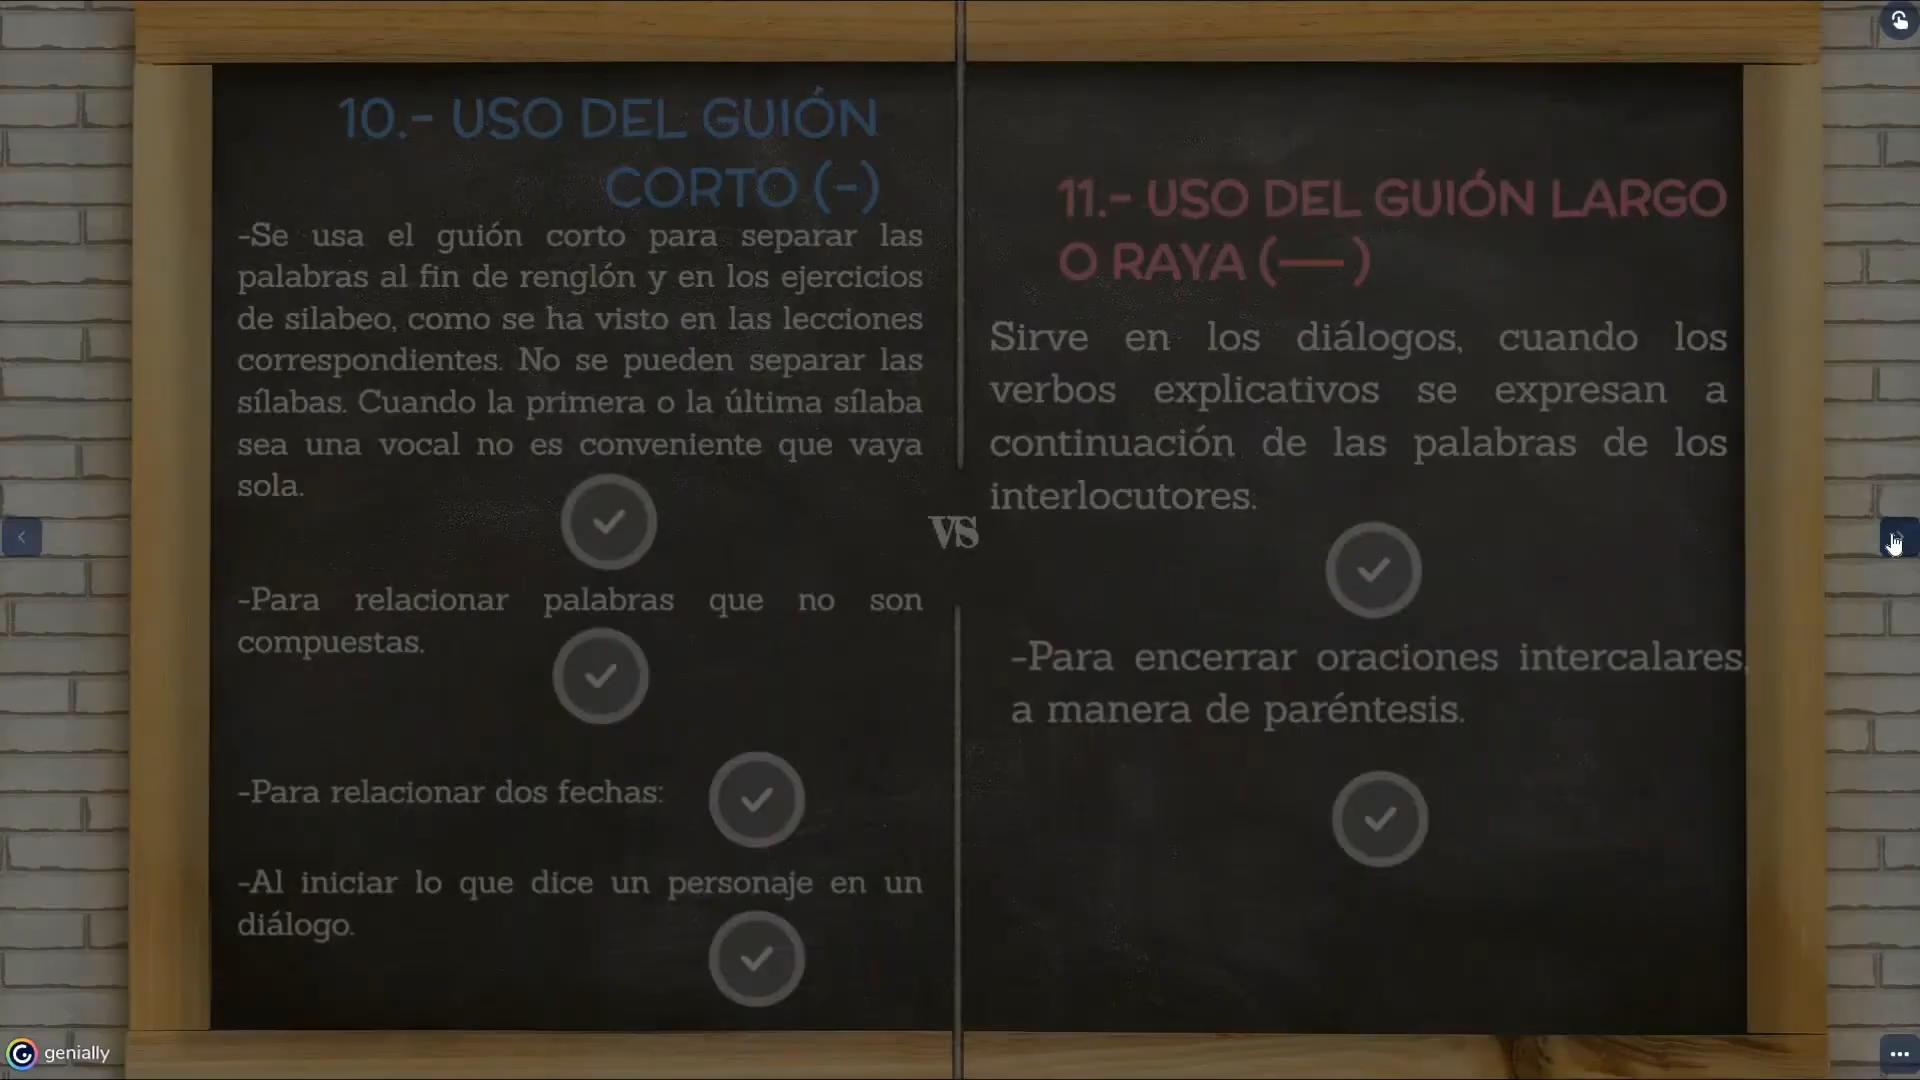 10.- USO DEL GUIÓN
CORTO (-)
-Se usa el guión corto para separar las
palabras al fin de renglón y en los ejercicios
de silabeo, como se ha visto en las lecciones
correspondientes. No se pueden separar las
sílabas. Cuando la primera o la última sílaba
sea una vocal no es conveniente que vaya
sola.
-Para relacionar palabras que no son
compuestas.
-Para relacionar dos fechas:
-Al iniciar lo que dice un personaje en un
diálogo.
VS
11.- USO DEL GUIÓN LARGO
O RAYA (— )
Sirve en los diálogos, cuando los
verbos explicativos se expresan a
continuación de las palabras de los
interlocutores.
-Para encerrar oraciones intercalares,
a manera de paréntesis.
genially